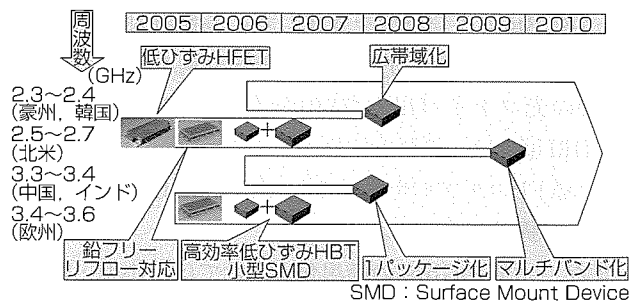 周波数
(GHz)
2005 2006 2007 2008 2009 2010
低ひずみHFET
広帯域化
2.3〜2.4
(豪州，韓国)
2.5〜2.7
(北米)
3.3〜3.4
(中国，インド)
3.4〜3.6
(欧州)
+
+
鉛フリー
リフロー対応
高効率低ひずみHBT
小型SMD
1パッケージ化
マルチバンド化
SMD：Surface Mount Device